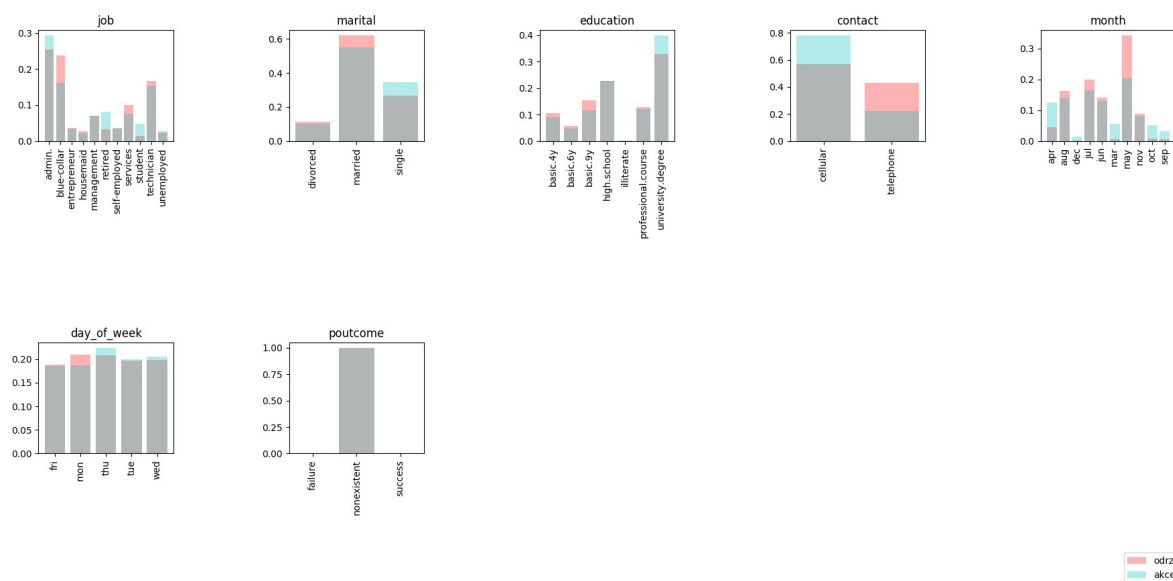 job
marital
education
contact
month
0.3
0.2
0.1
0.0
0.6
0.4
0.2
0.0
0.4
0.3
0.2
0.1
0.0
0.8
0.6
0.4
0.2
0.0
0.4
0.3
0.2
0.1
0.0
admin.
blue-collar
entrepreneur
housemaid
management
retired
self-employed
services
student
technician
unemployed
divorced
married
single
basic.4y
basic.6y
basic.9y
high.school
illiterate
professional.course
university.degree
cellular
telephone
apr
aug
dec
jul
jun
mar
may
nov
oct
sep
day_of_week
poutcome
0.20
0.15
0.10
0.05
0.00
1.00
0.75
0.50
0.25
0.00
fri
mon
thu
tue
wed
failure
nonexistent
success
odrz
akce